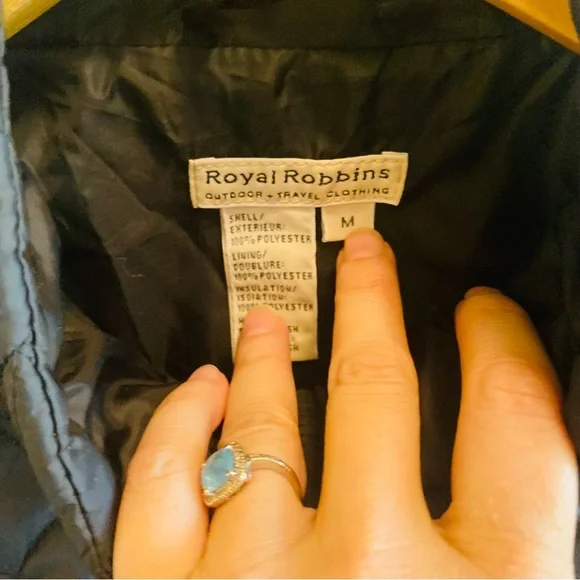 Royal Robbins
OUTDOOR + TRAVEL CLOTHING
M
SHELL/
EXTERIEUR:
100% POLYESTER
LINING/
DOUBLURE:
100% POLYESTER
INSULATION/
ISOLATION:
100% POLYESTER